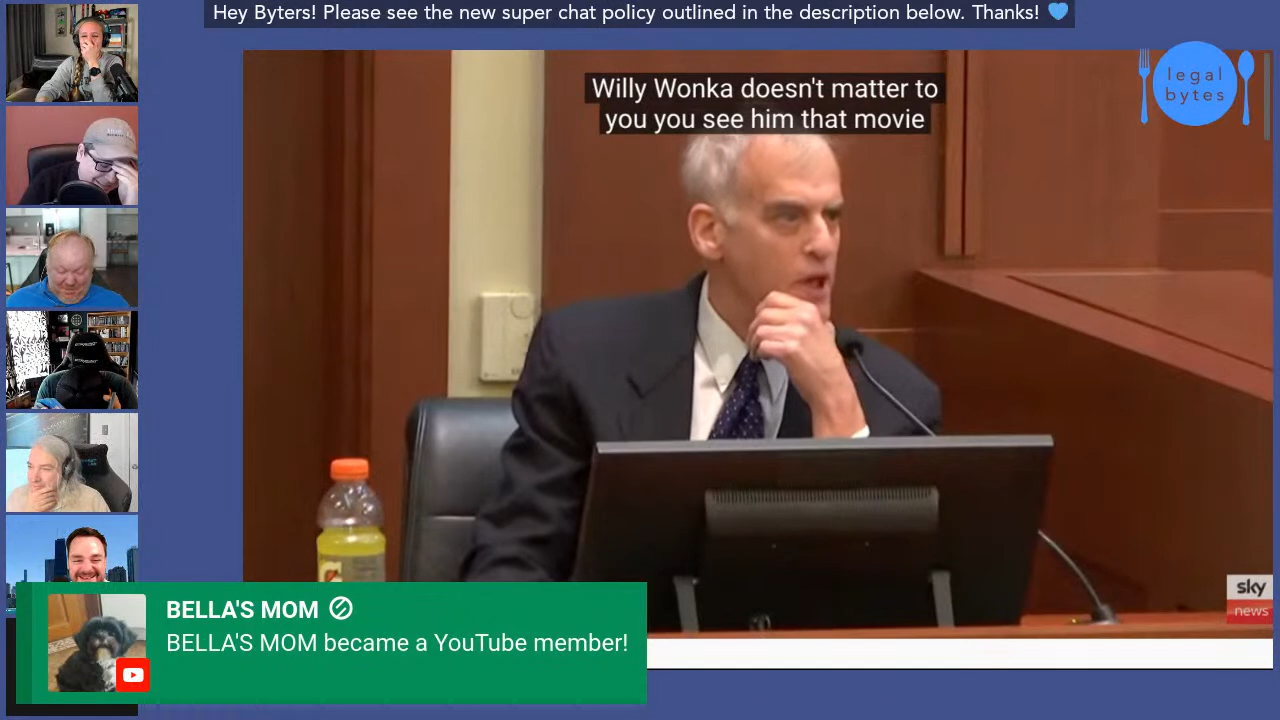 Hey Byters! Please see the new super chat policy outlined in the description below. Thanks!
legal
bytes
Willy Wonka doesn't matter to
you you see him that movie
sky
news
BELLA'S MOM
BELLA'S MOM became a YouTube member!